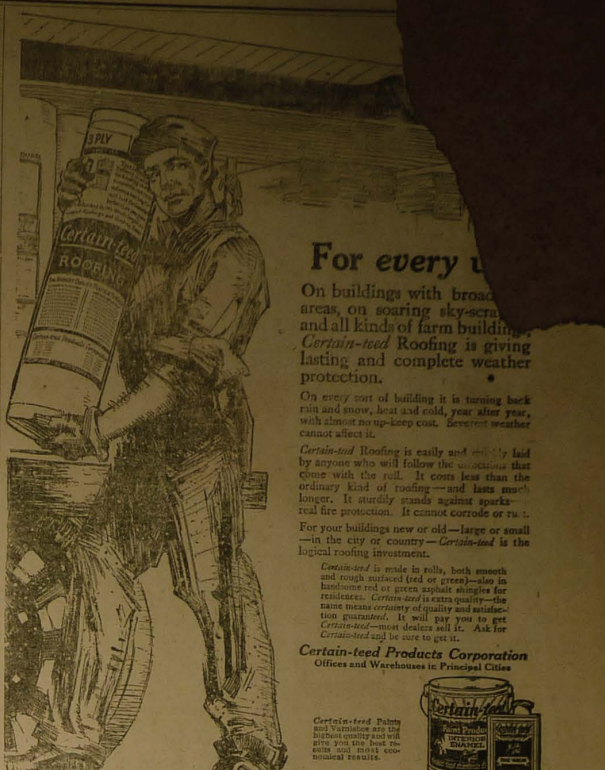 3 PLY
Certain-teed
ROOFING
Certain-teed Products
For every
On buildings with broad
areas, on soaring sky-scra
and all kinds of farm building,
Certain-teed Roofing is giving
lasting and complete weather
protection.
On every sort of building it is turning back
rain and snow, heat and cold, year after year,
with almost no up-keep cost. Severest weather
cannot affect it.
Certain-teed Roofing is easily and laid
by anyone who will follow the that
come with the roll. It costs less than the
ordinary kind of roofing—and lasts much
longer. It sturdily stands against sparks—
real fire protection. It cannot corrode or
For your buildings new or old—large or small
—in the city or country—Certain-teed is the
logical roofing investment.
Certain-teed is made in rolls, both smooth
and rough surfaced (red or green)—also in
handsome red or green asphalt shingles for
residences. Certain-teed is extra quality—the
name means certainty of quality and satisfac-
tion guaranteed. It will pay you to get
Certain-teed—most dealers sell it. Ask for
Certain-teed and be sure to get it.
Certain-teed Products Corporation
Offices and Warehouses in Principal Cities
Certain-teed Paints
and Varnishes are the
highest quality and will
give you the best re-
sults and most eco-
nomical results.
Certain-teed
INTERIOR
ENAMEL